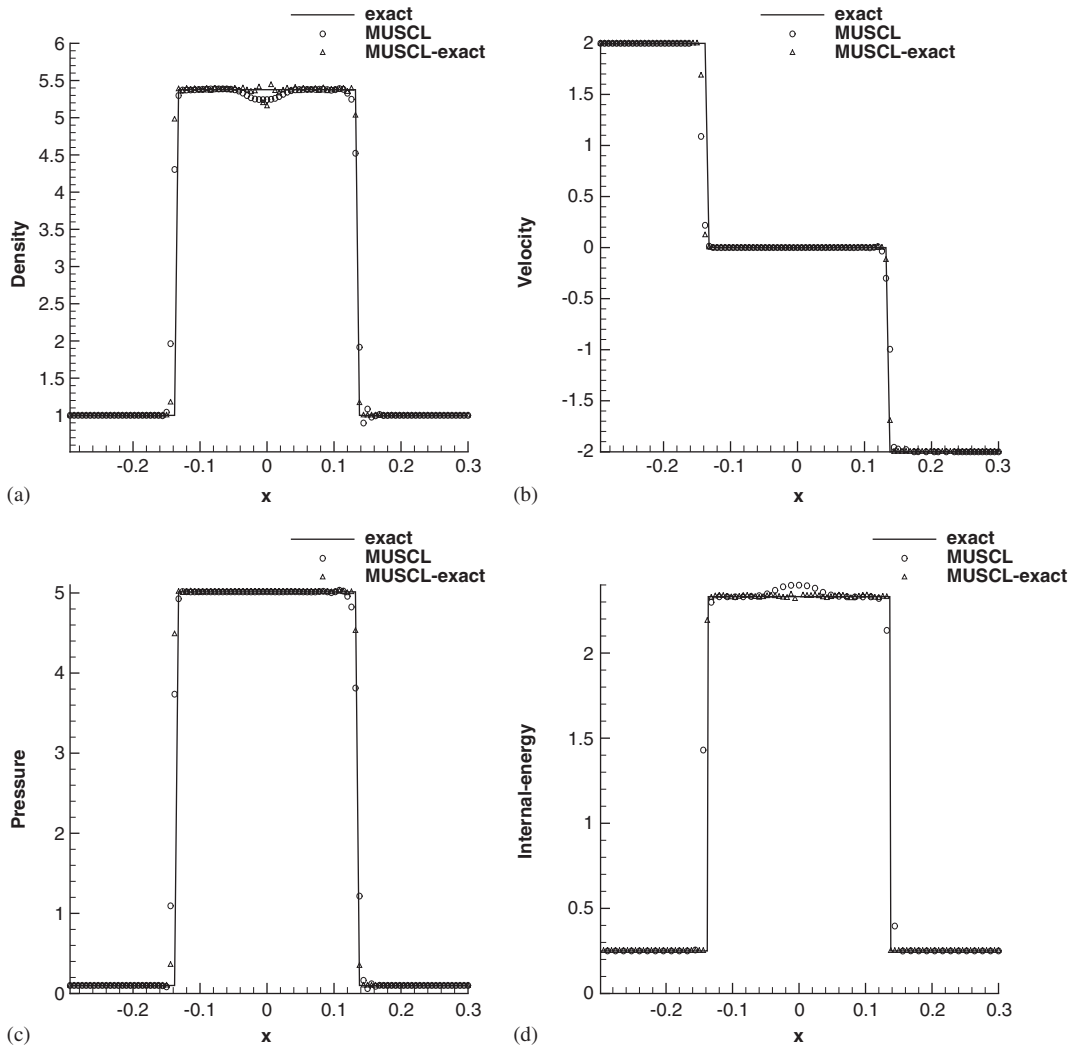 exact
MUSCL
MUSCL-exact
6
5.5
5
4.5
4
3.5
3
2.5
2
1.5
1
Density
-0.2
-0.1
0
0.1
0.2
0.3
x
(a)
exact
MUSCL
MUSCL-exact
2
1.5
1
0.5
0
-0.5
-1
-1.5
-2
Velocity
-0.2
-0.1
0
0.1
0.2
0.3
x
(b)
exact
MUSCL
MUSCL-exact
5
4
3
2
1
0
Pressure
-0.2
-0.1
0
0.1
0.2
0.3
x
(c)
exact
MUSCL
MUSCL-exact
2
2.5
1.5
1
0.5
0
Internal-energy
-0.2
-0.1
0
0.1
0.2
0.3
x
(d)